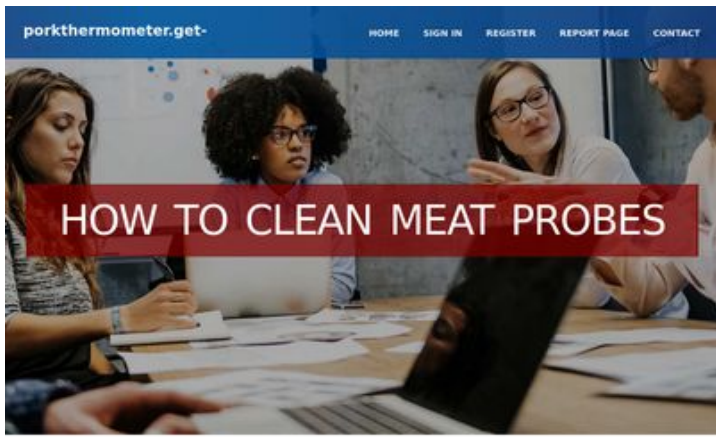 porkthermometer.get-
HOME SIGN IN REGISTER REPORT PAGE CONTACT
HOW TO CLEAN MEAT PROBES